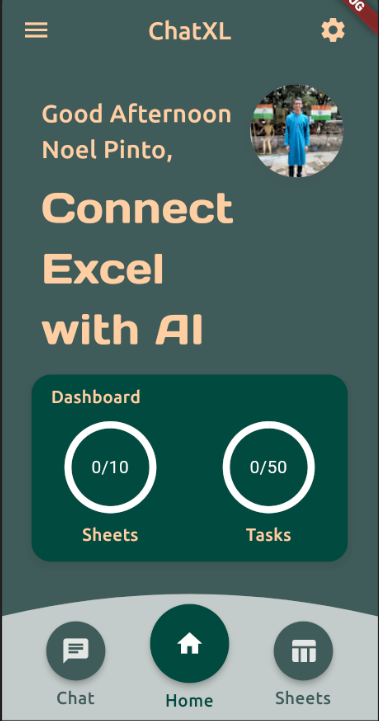 ChatXL
Good Afternoon
Noel Pinto,
Connect
Excel
with AI
Dashboard
0/10
0/50
Sheets
Tasks
Chat
Home
Sheets